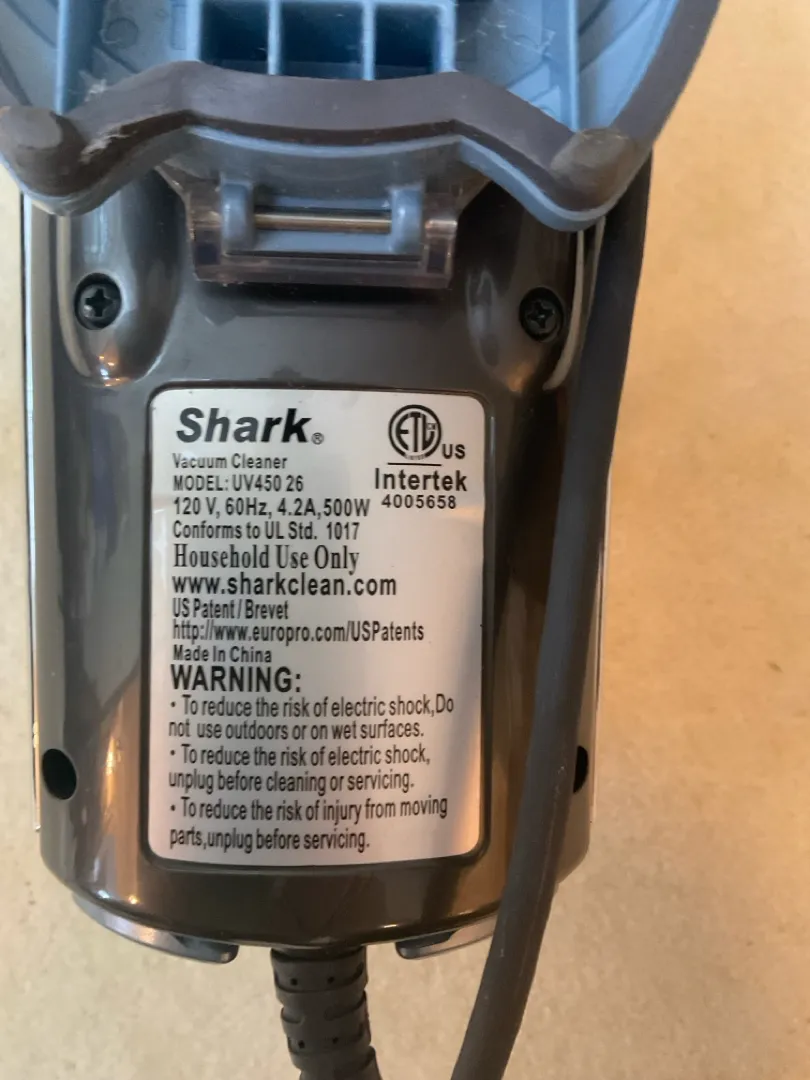 Shark®
Vacuum Cleaner
MODEL: UV450 26
120 V, 60Hz, 4.2A,500W
Conforms to UL Std. 1017
Household Use Only
www.sharkclean.com
US Patent/Brevet
http://www.europro.com/USPatents
Made In China
ETL
US
Intertek
4005658
WARNING:
• To reduce the risk of electric shock,Do
not use outdoors or on wet surfaces.
• To reduce the risk of electric shock,
unplug before cleaning or servicing.
• To reduce the risk of injury from moving
parts,unplug before servicing.